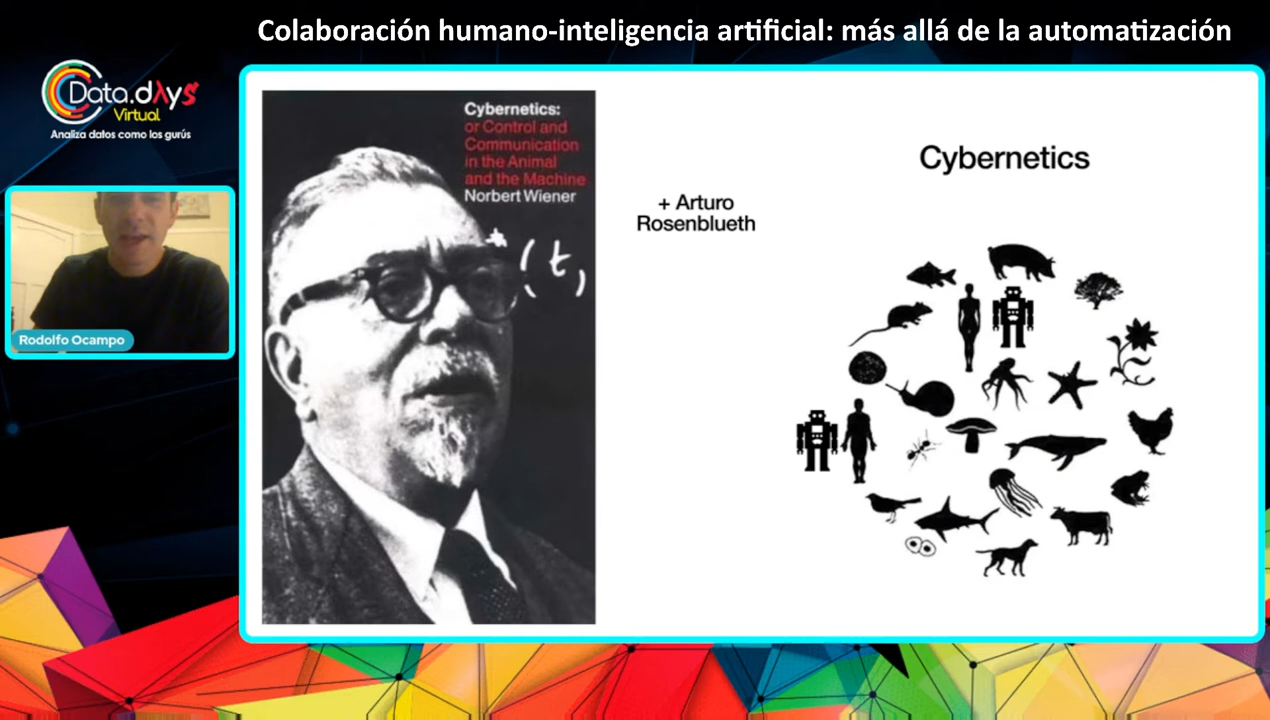 Colaboración humano-inteligencia artificial: más allá de la automatización
Data.dλys
Virtual
Analiza datos como los gurús
Rodolfo Ocampo
Cybernetics:
or Control and
Communication
in the Animal
and the Machine
Norbert Wiener
(t,
+ Arturo
Rosenblueth
Cybernetics